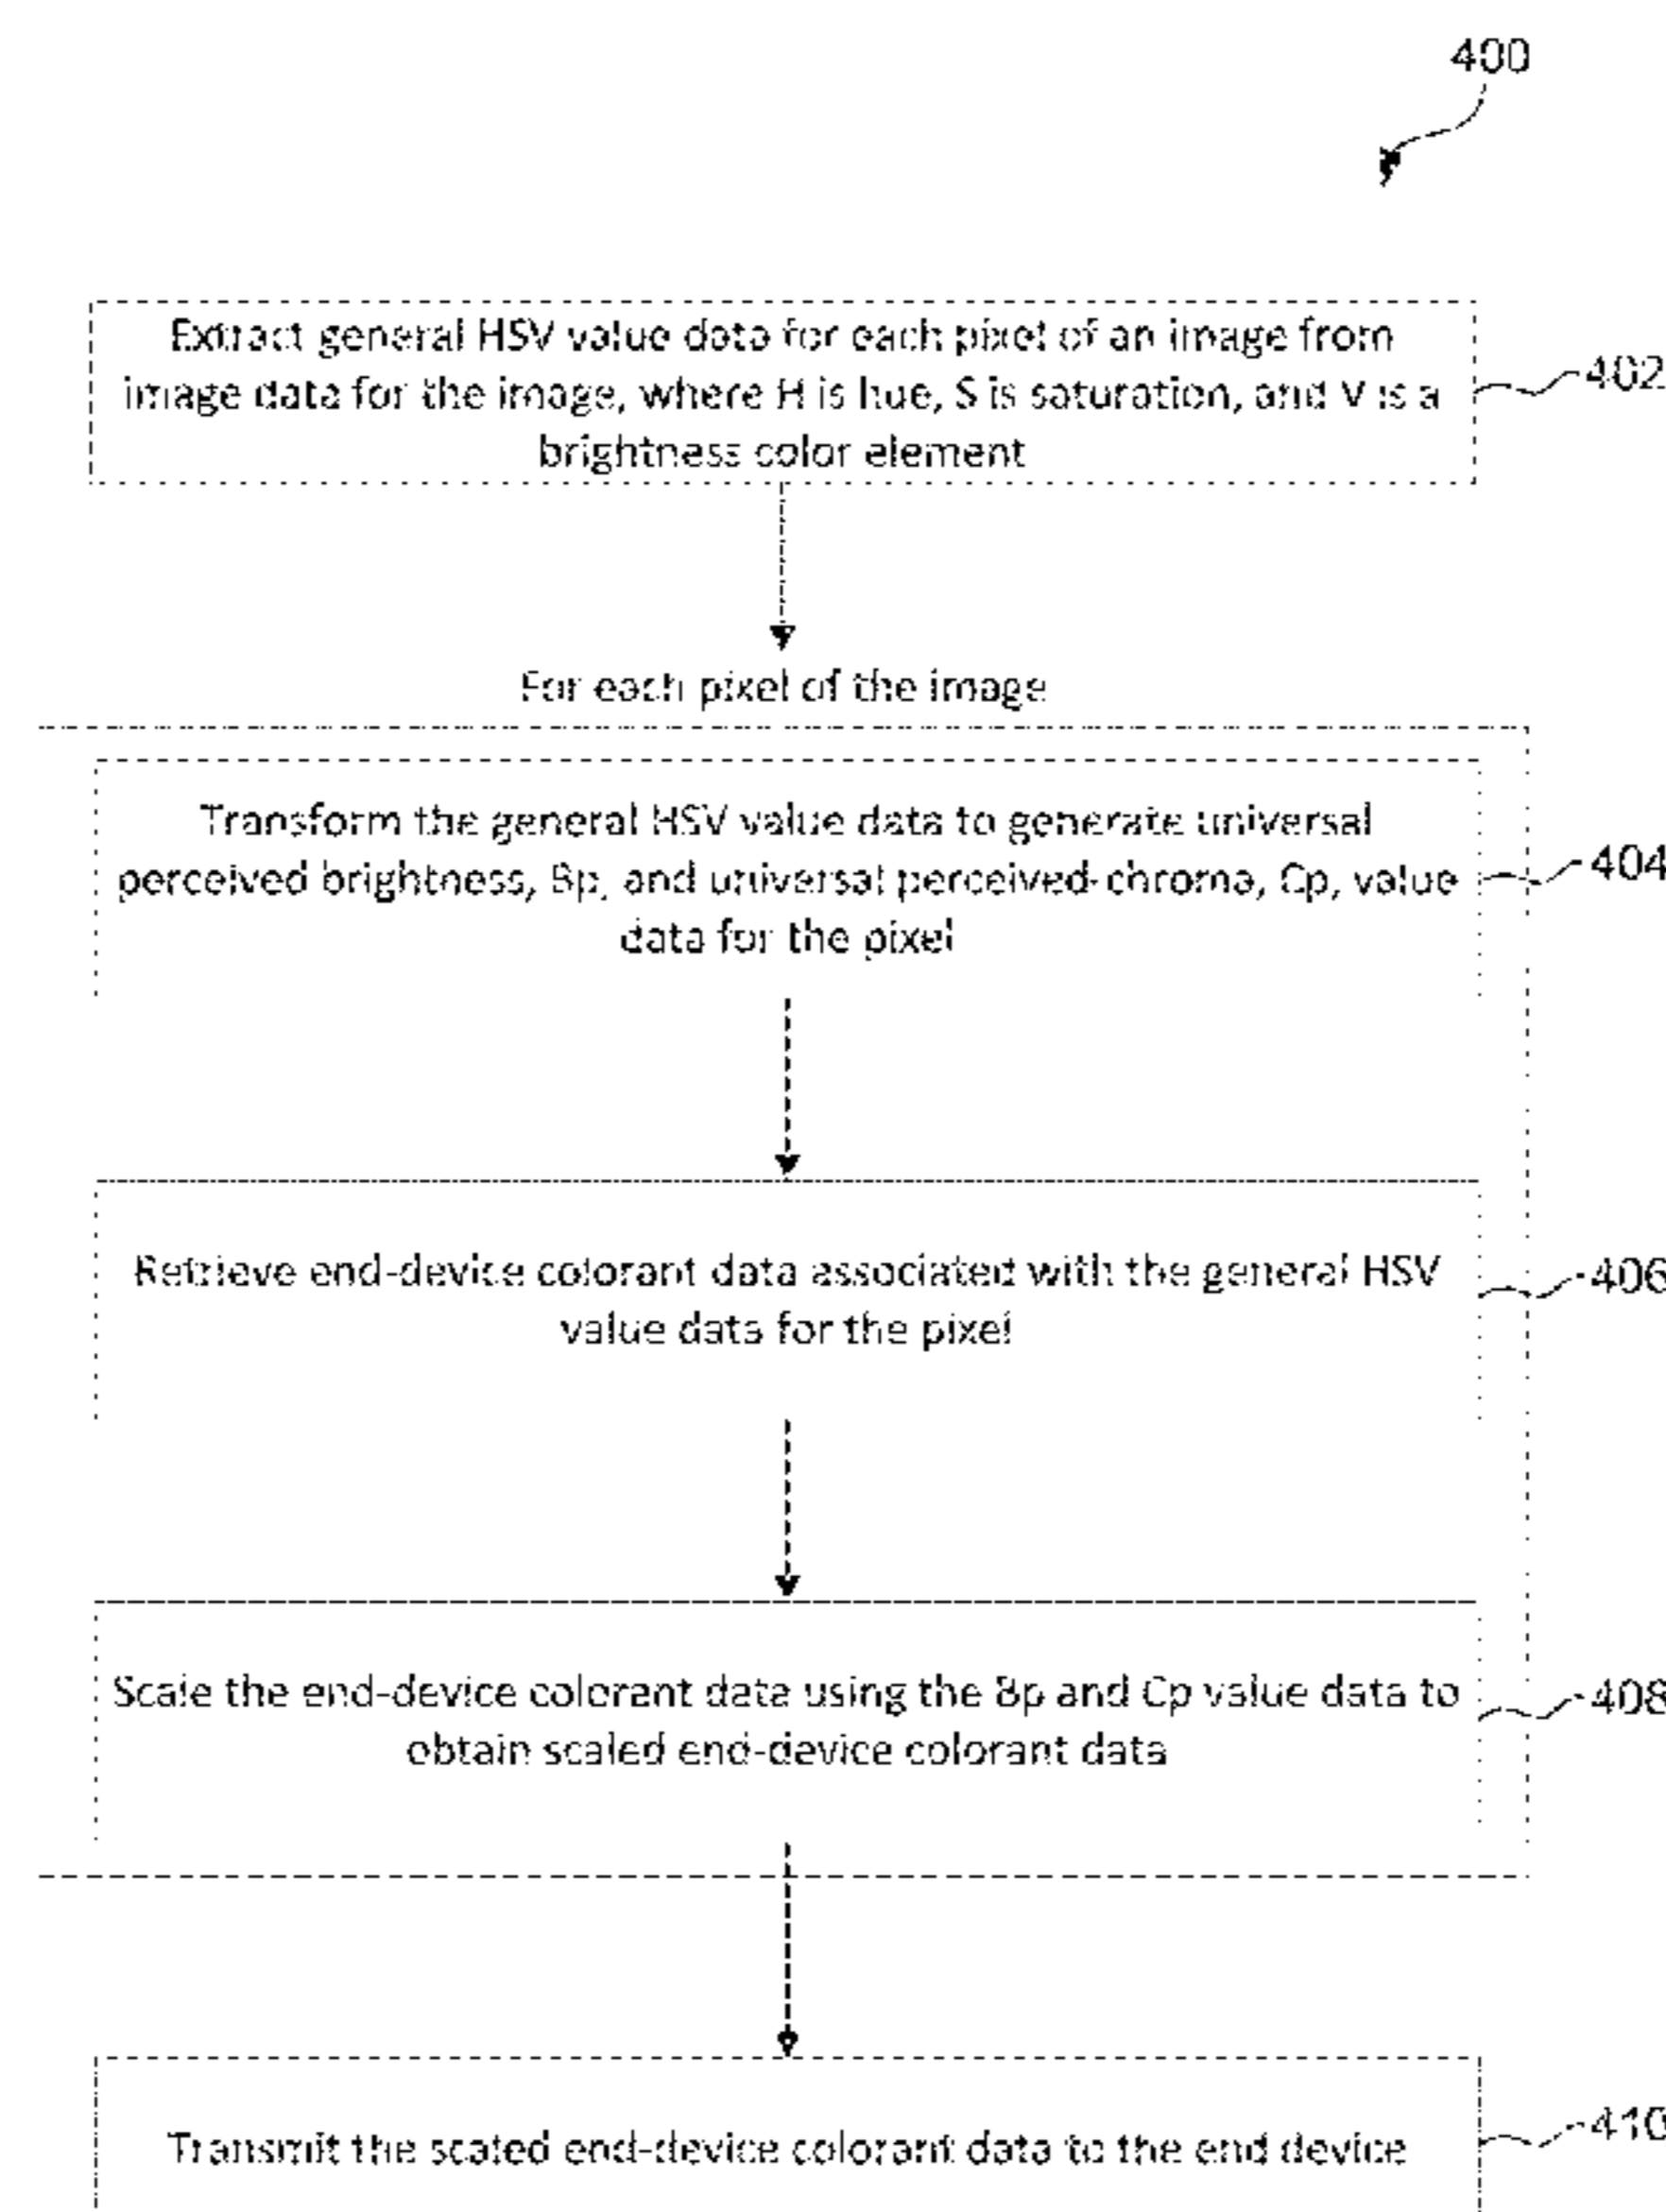 400
Extract general HSV value data for each pixel of an image from
image data for the image, where H is hue, S is saturation, and V is a
brightness color element
402
For each pixel of the image
Transform the general HSV value data to generate universal
perceived brightness, Bp, and universal perceived-chroma, Cp, value
data for the pixel
404
Retrieve end-device colorant data associated with the general HSV
value data for the pixel
406
Scale the end-device colorant data using the Bp and Cp value data to
obtain scaled end-device colorant data
408
Transmit the scaled end-device colorant data to the end device
410